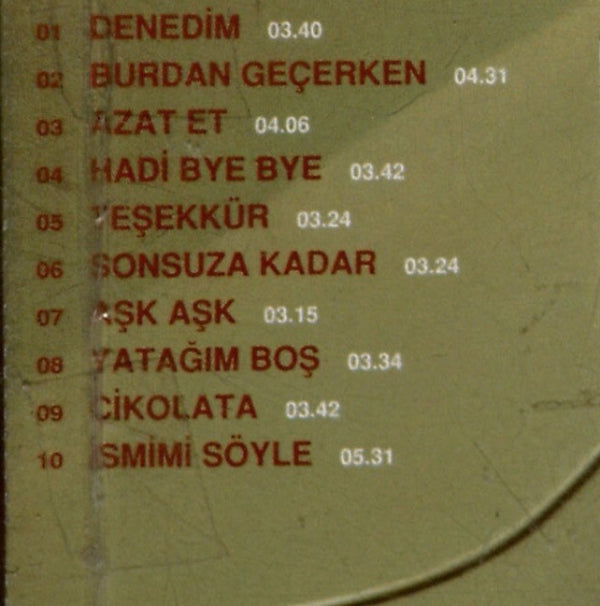 01 DENEDİM 03.40
02 BURDAN GEÇERKEN 04.31
03 AZAT ET 04.06
04 HADİ BYE BYE 03.42
05 TEŞEKKÜR 03.24
06 SONSUZA KADAR 03.24
07 AŞK AŞK 03.15
08 YATAĞIM BOŞ 03.34
09 ÇİKOLATA 03.42
10 İSMİMİ SÖYLE 05.31